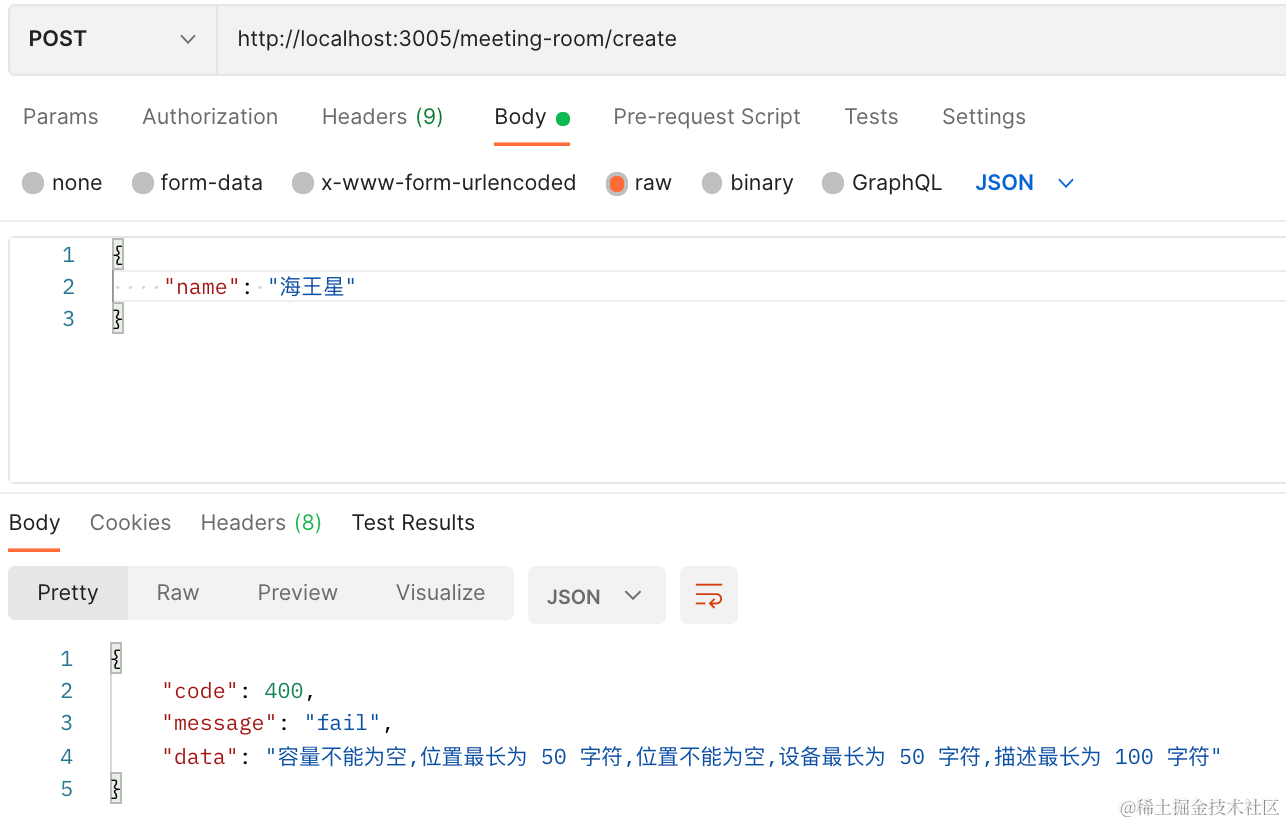 POST http://localhost:3005/meeting-room/create
Params Authorization Headers (9) Body Pre-request Script Tests Settings
none form-data x-www-form-urlencoded raw binary GraphQL JSON
1 {
2 "name": "海王星"
3 }
Body Cookies Headers (8) Test Results
Pretty Raw Preview Visualize JSON
1 {
2 "code": 400,
3 "message": "fail",
4 "data": "容量不能为空,位置最长为 50 字符,位置不能为空,设备最长为 50 字符,描述最长为 100 字符"
5 }
@稀土掘金技术社区